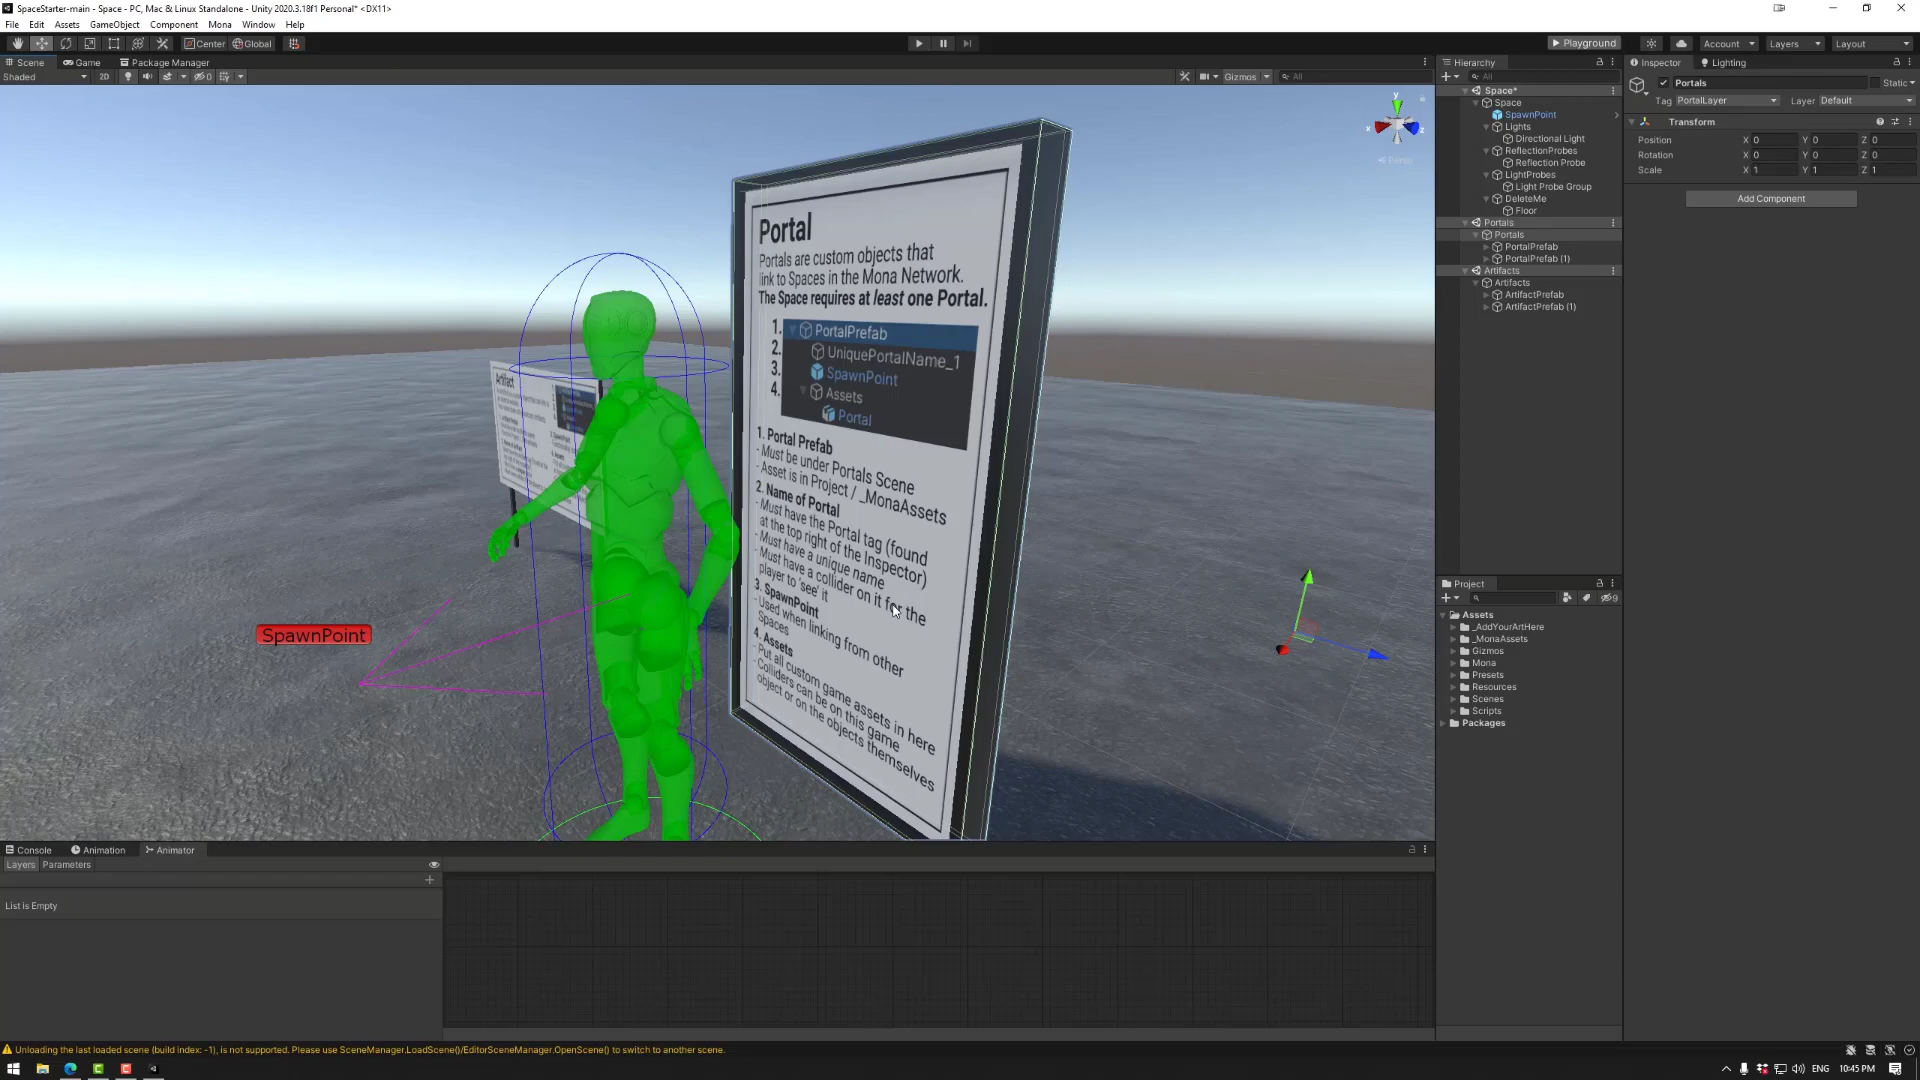 SpaceStarter-main - Space - PC, Mac & Linux Standalone - Unity 2020.3.18f1 Personal* <DX11>
File Edit Assets GameObject Component Mona Window Help
Center Global
Playground
Account
Layers
Layout
Scene
Game
Package Manager
Shaded
2D
0
Gizmos
All
y
x
z
Persp
Portal
Portals are custom objects that
link to Spaces in the Mona Network.
The Space requires at least one Portal.
1. PortalPrefab
2. UniquePortalName_1
3. SpawnPoint
4. Assets
Portal
1. Portal Prefab
- Must be under Portals Scene
- Asset is in Project / _MonaAssets
2. Name of Portal
- Must have the Portal tag (found
at the top right of the Inspector)
- Must have a unique name
- Must have a collider on it for the
player to 'see' it
3. SpawnPoint
- Used when linking from other
Spaces
4. Assets
- Put all custom game assets in here
- Colliders can be on this game
object or on the objects themselves
Artifact
SpawnPoint
Hierarchy
All
Space*
Space
SpawnPoint
Lights
Directional Light
ReflectionProbes
Reflection Probe
LightProbes
Light Probe Group
DeleteMe
Floor
Portals
Portals
PortalPrefab
PortalPrefab (1)
Artifacts
Artifacts
ArtifactPrefab
ArtifactPrefab (1)
Project
9
Assets
_AddYourArtHere
_MonaAssets
Gizmos
Mona
Presets
Resources
Scenes
Scripts
Packages
Inspector
Lighting
Portals
Static
Tag PortalLayer Layer Default
Transform
Position X 0 Y 0 Z 0
Rotation X 0 Y 0 Z 0
Scale X 1 Y 1 Z 1
Add Component
Console
Animation
Animator
Layers Parameters
List is Empty
Unloading the last loaded scene (build index: -1), is not supported. Please use SceneManager.LoadScene()/EditorSceneManager.OpenScene() to switch to another scene.
ENG 10:45 PM